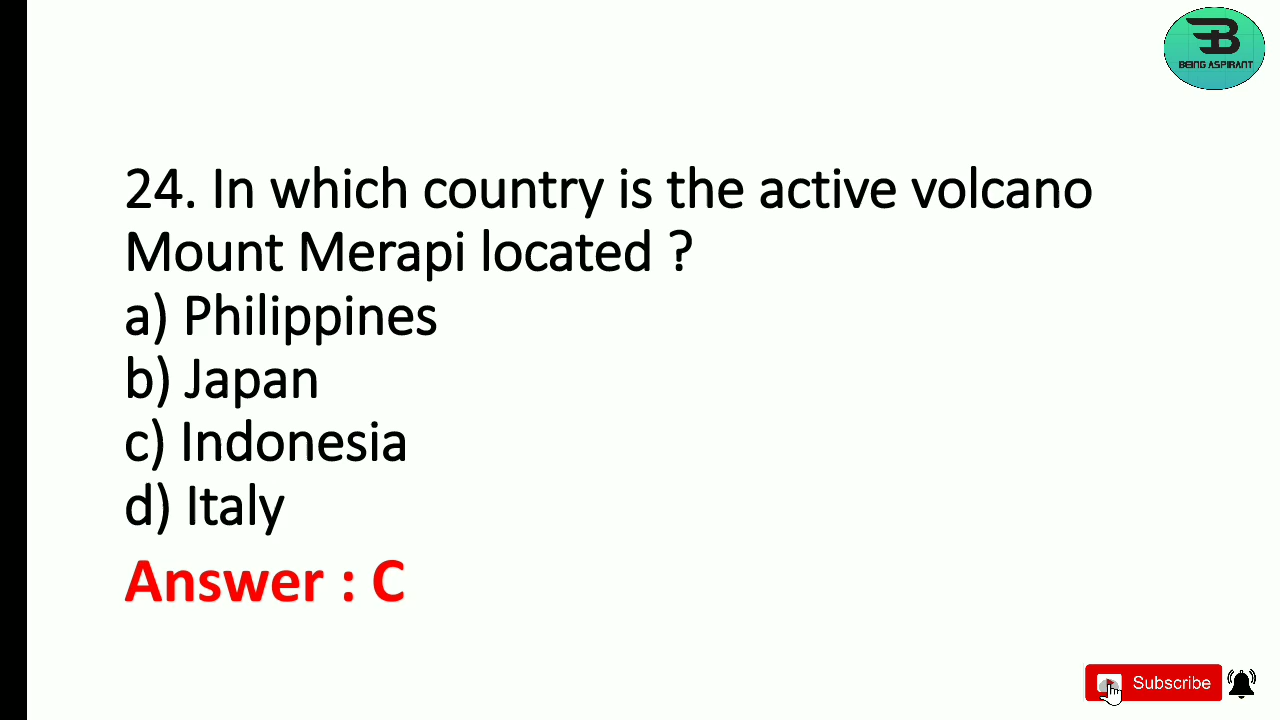 BEING ASPIRANT
24. In which country is the active volcano
Mount Merapi located ?
a) Philippines
b) Japan
c) Indonesia
d) Italy
Answer : C
Subscribe